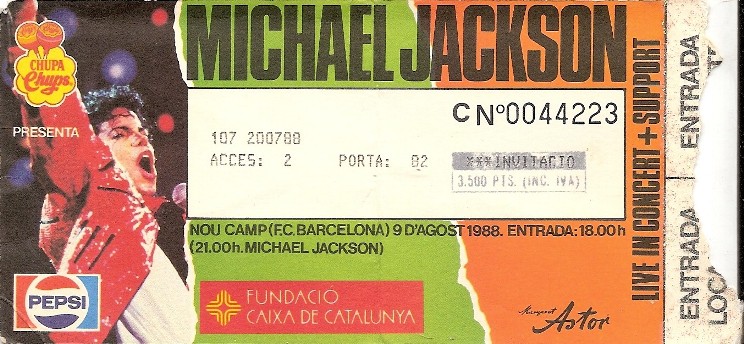 CHUPA
Chups
PRESENTA
MICHAEL JACKSON
C Nº0044223
107 200788
ACCES: 2 PORTA: 02 ***INVITACIO
3.500 PTS. (INC. IVA)
NOU CAMP (F.C. BARCELONA) 9 D'AGOST 1988. ENTRADA: 18.00 h
(21.00h. MICHAEL JACKSON)
PEPSI
FUNDACIÓ
CAIXA DE CATALUNYA
Astor
LIVE IN CONCERT + SUPPORT
ENTRADA
ENTRADA